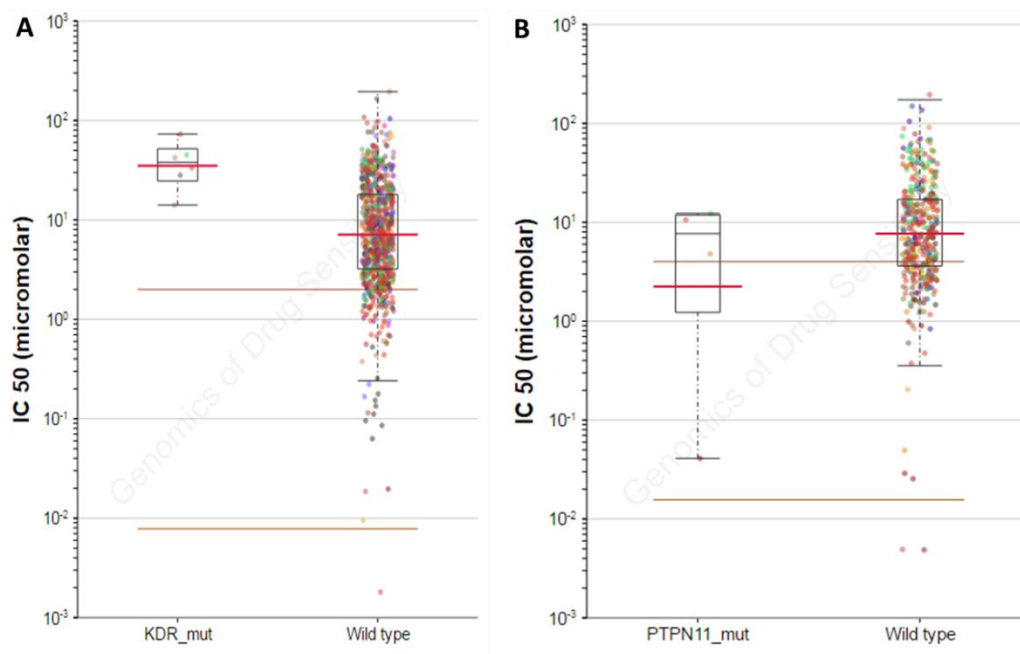 A
IC 50 (micromolar)
10³
10²
10¹
10⁰
10⁻¹
10⁻²
10⁻³
Genomics of Drug Sensitivity
KDR_mut
Wild type
B
IC 50 (micromolar)
10³
10²
10¹
10⁰
10⁻¹
10⁻²
10⁻³
Genomics of Drug Sensitivity
PTPN11_mut
Wild type